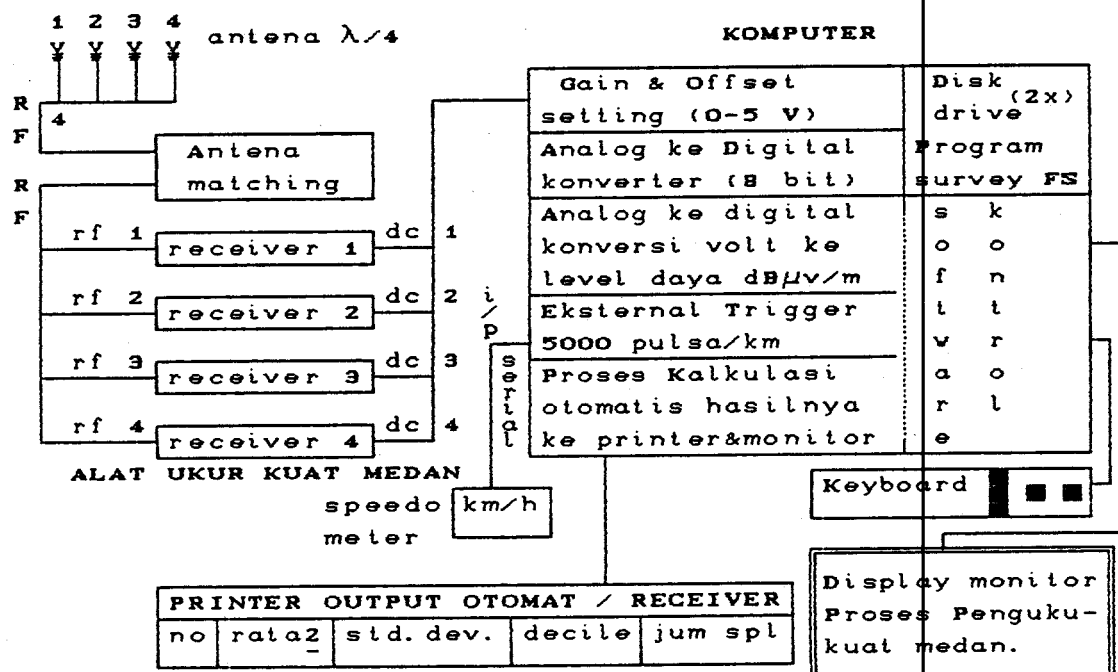 1 2 3 4
antena λ/4
R
F
4
Antena
matching
R
F
rf 1 receiver 1 dc 1
rf 2 receiver 2 dc 2
rf 3 receiver 3 dc 3
rf 4 receiver 4 dc 4
ALAT UKUR KUAT MEDAN
i/p
serial
speedo
meter
km/h
KOMPUTER
Gain & Offset
setting (0-5 V)
Analog ke Digital
konverter (8 bit)
Analog ke digital
konversi volt ke
level daya dBμv/m
Eksternal Trigger
5000 pulsa/km
Proses Kalkulasi
otomatis hasilnya
ke printer&monitor
Disk
drive (2x)
Program
survey FS
software
kontrol
Keyboard
Display monitor
Proses Penguku-
kuat medan.
PRINTER OUTPUT OTOMAT / RECEIVER
no rata2 std. dev. decile jum spl